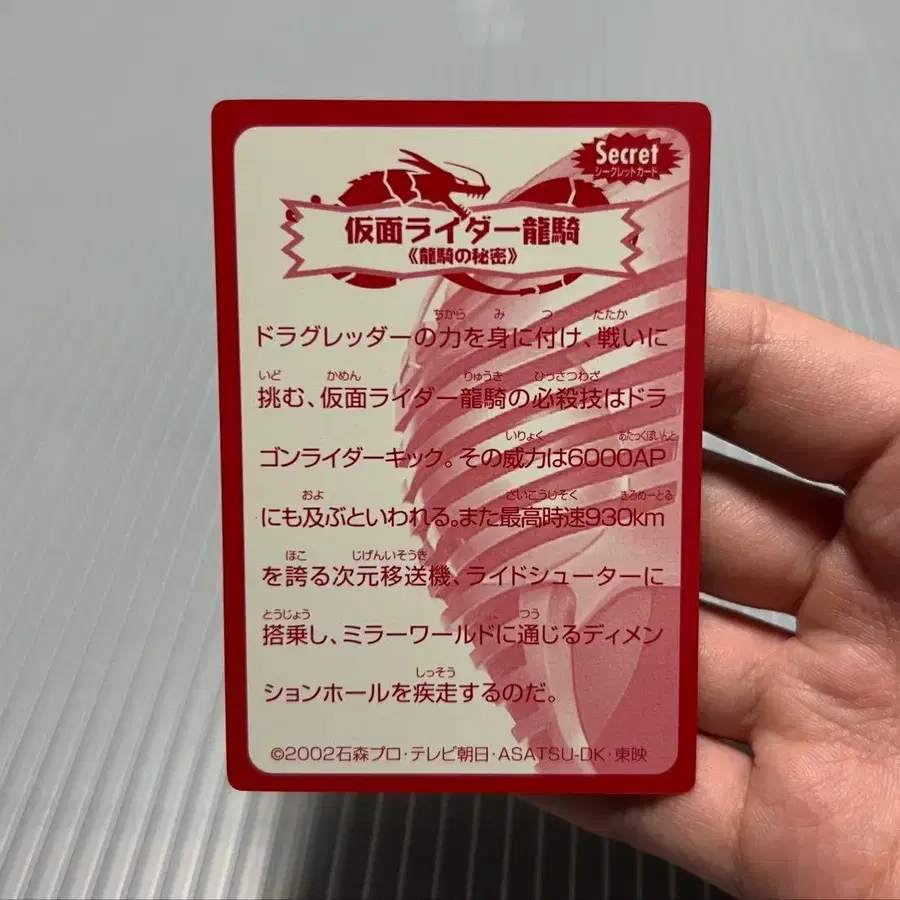 Secret
シークレットカード
仮面ライダー龍騎
《龍騎の秘密》
ちから み つ たたか
ドラグレッダーの力を身に付け、戦いに
いど かめん りゅうき ひっさつわざ
挑む、仮面ライダー龍騎の必殺技はドラ
いりょく あたっくぽいんと
ゴンライダーキック。その威力は6000AP
およ さいこうじそく きろめーとる
にも及ぶといわれる。また最高時速930km
ほこ じげんいそうき
を誇る次元移送機、ライドシューターに
とうじょう つう
搭乗し、ミラーワールドに通じるディメン
しっそう
ションホールを疾走するのだ。
©2002石森プロ・テレビ朝日・ASATSU-DK・東映